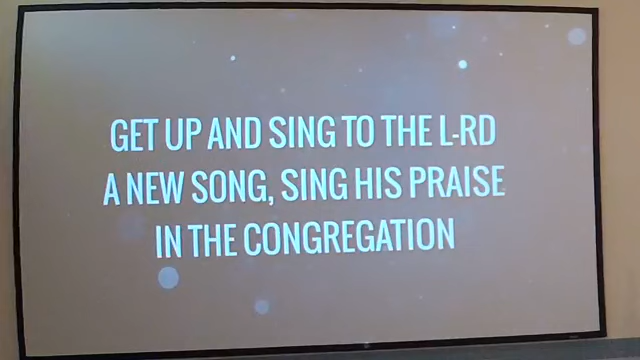 GET UP AND SING TO THE L-RD
A NEW SONG, SING HIS PRAISE
IN THE CONGREGATION